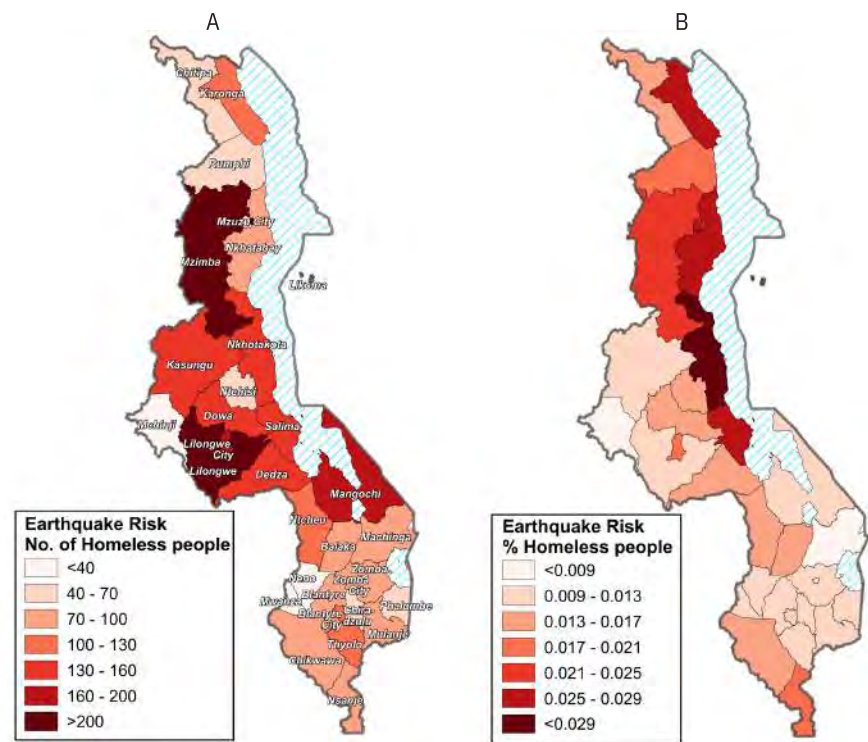 A
B
Chitipa
Karonga
Rumphi
Mzuzu City
Nkhatabay
Mzimba
Likoma
Nkhotakota
Kasungu
Ntchisi
Mchinji
Dowa
Salima
Lilongwe
City
Lilongwe
Dedza
Mangochi
Ntcheu
Machinga
Balaka
Zomba
Neno
Zomba
City
Mwanza
Blantyre
Phalombe
Blantyre
City
Chira
dzulu
Mulanje
Thyolo
Chikwawa
Nsanje
Earthquake Risk
No. of Homeless people
<40
40 - 70
70 - 100
100 - 130
130 - 160
160 - 200
>200
Earthquake Risk
% Homeless people
<0.009
0.009 - 0.013
0.013 - 0.017
0.017 - 0.021
0.021 - 0.025
0.025 - 0.029
<0.029